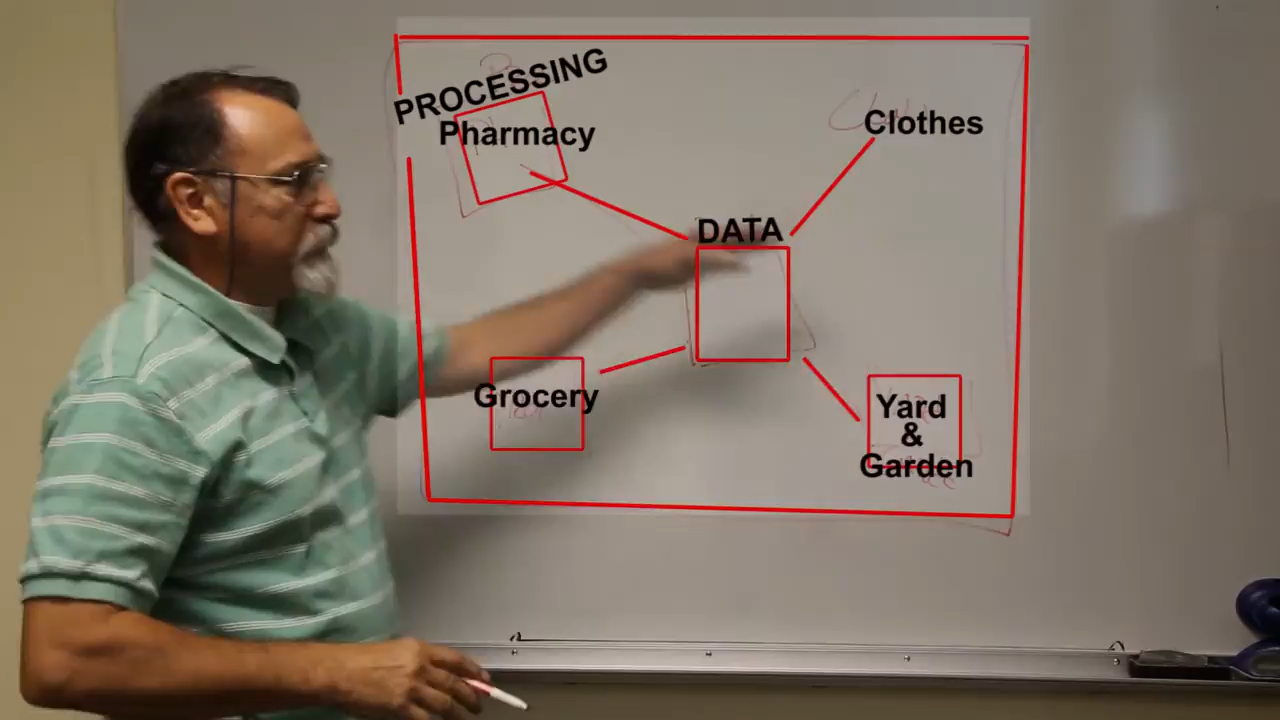 PROCESSING
Pharmacy
Clothes
DATA
Grocery
Yard
&
Garden